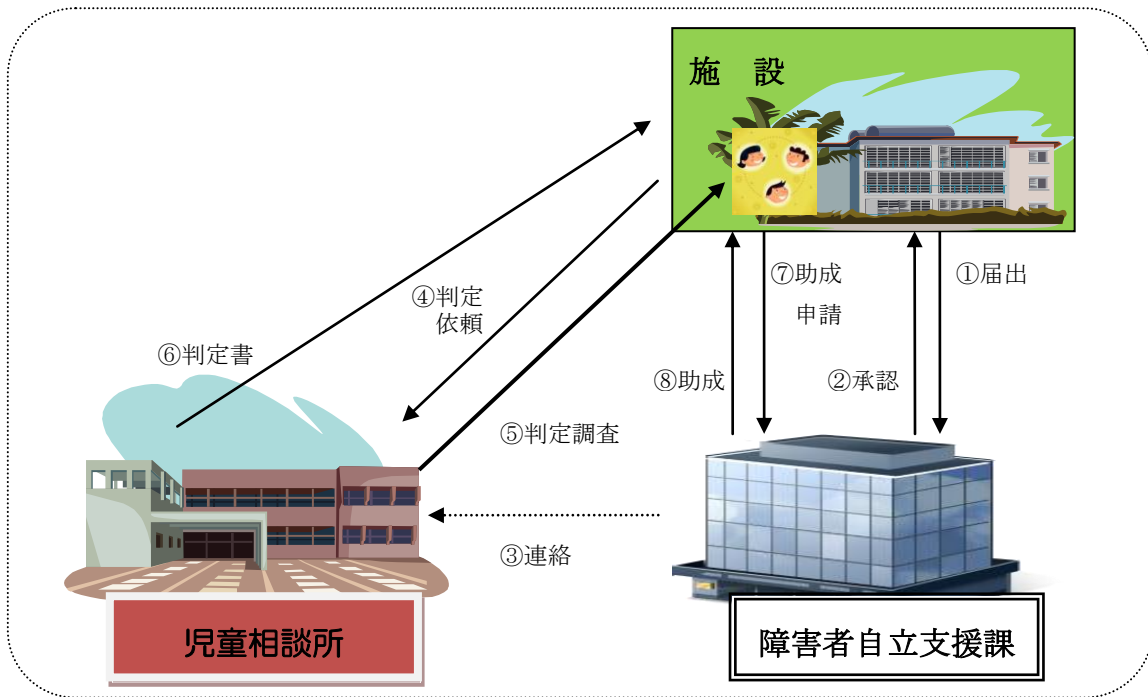 施　設
⑦助成
申請
①届出
④判定
依頼
⑥判定書
⑧助成
②承認
⑤判定調査
③連絡
児童相談所
障害者自立支援課